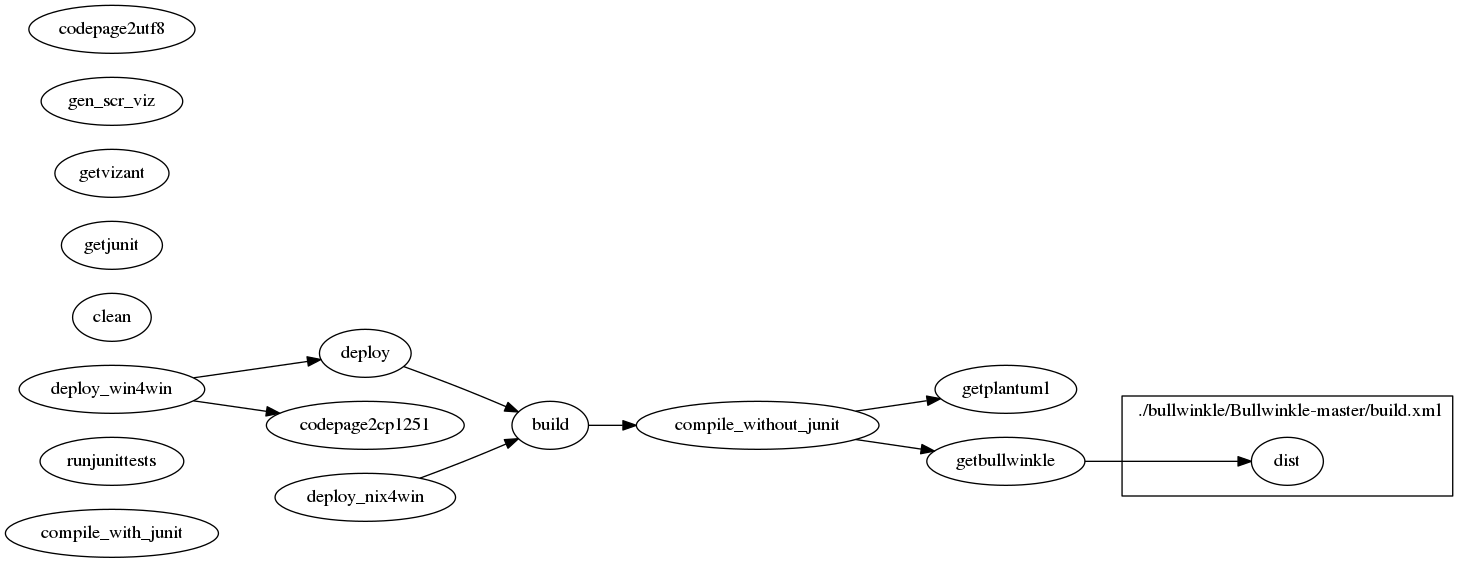 codepage2utf8
gen_scr_viz
getvizant
getjunit
clean
deploy_win4win
runjunittests
compile_with_junit
deploy
codepage2cp1251
deploy_nix4win
build
compile_without_junit
getplantuml
getbullwinkle
./bullwinkle/Bullwinkle-master/build.xml
dist